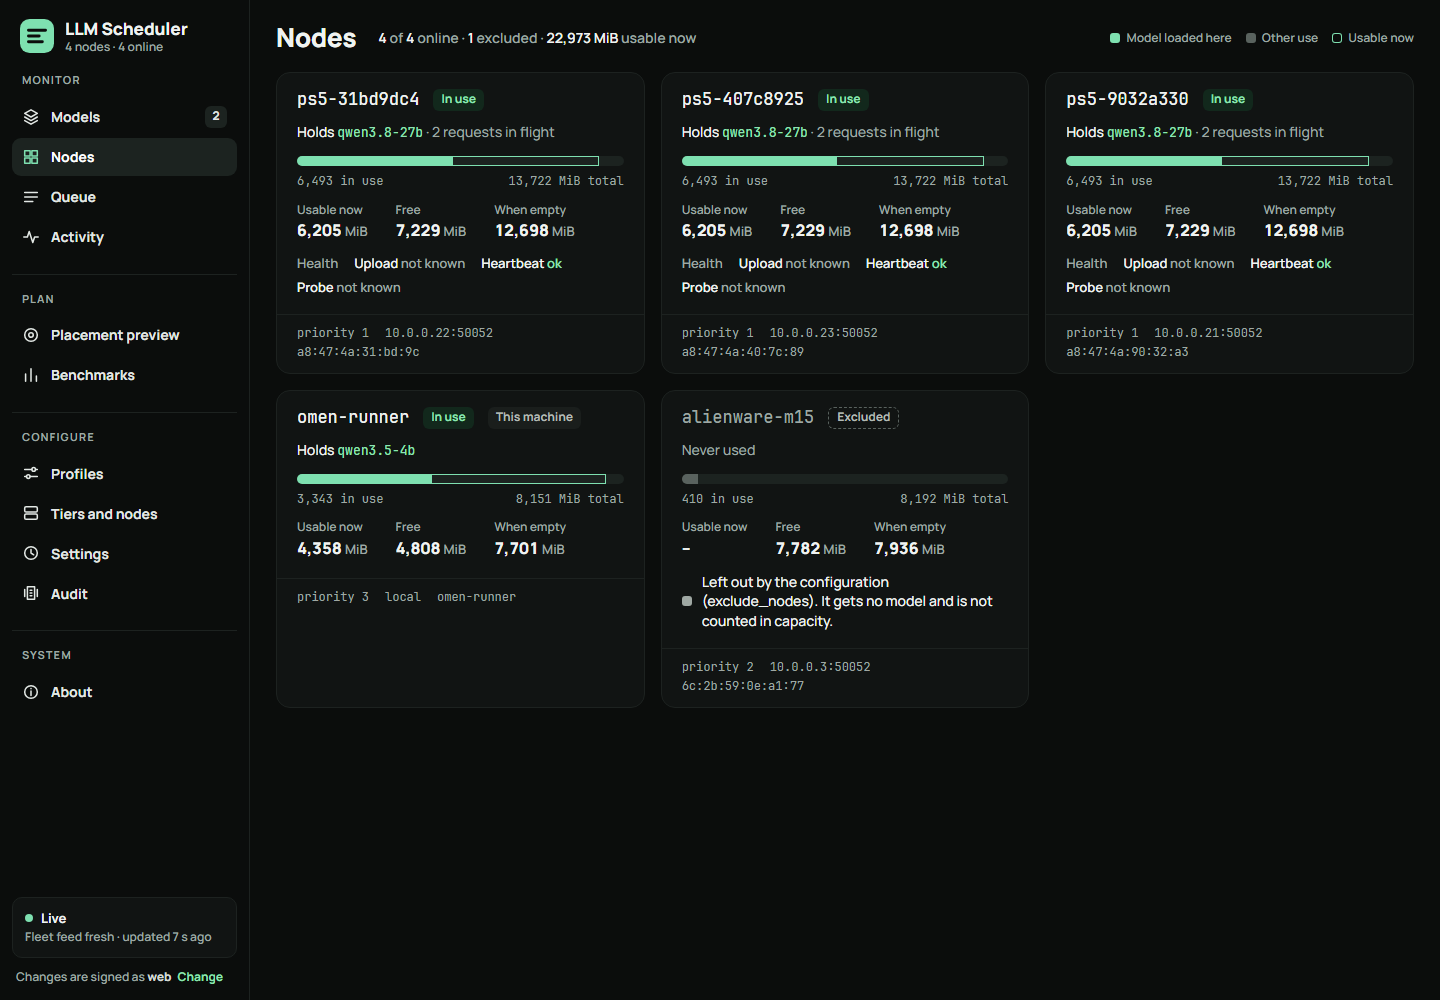 LLM Scheduler
4 nodes · 4 online
MONITOR
Models 2
Nodes
Queue
Activity
PLAN
Placement preview
Benchmarks
CONFIGURE
Profiles
Tiers and nodes
Settings
Audit
SYSTEM
About
Live
Fleet feed fresh · updated 7 s ago
Changes are signed as web Change
Nodes 4 of 4 online · 1 excluded · 22,973 MiB usable now
Model loaded here Other use Usable now
ps5-31bd9dc4 In use
Holds qwen3.8-27b · 2 requests in flight
6,493 in use 13,722 MiB total
Usable now Free When empty
6,205 MiB 7,229 MiB 12,698 MiB
Health Upload not known Heartbeat ok
Probe not known
priority 1 10.0.0.22:50052
a8:47:4a:31:bd:9c
ps5-407c8925 In use
Holds qwen3.8-27b · 2 requests in flight
6,493 in use 13,722 MiB total
Usable now Free When empty
6,205 MiB 7,229 MiB 12,698 MiB
Health Upload not known Heartbeat ok
Probe not known
priority 1 10.0.0.23:50052
a8:47:4a:40:7c:89
ps5-9032a330 In use
Holds qwen3.8-27b · 2 requests in flight
6,493 in use 13,722 MiB total
Usable now Free When empty
6,205 MiB 7,229 MiB 12,698 MiB
Health Upload not known Heartbeat ok
Probe not known
priority 1 10.0.0.21:50052
a8:47:4a:90:32:a3
omen-runner In use This machine
Holds qwen3.5-4b
3,343 in use 8,151 MiB total
Usable now Free When empty
4,358 MiB 4,808 MiB 7,701 MiB
priority 3 local omen-runner
alienware-m15 Excluded
Never used
410 in use 8,192 MiB total
Usable now Free When empty
– 7,782 MiB 7,936 MiB
Left out by the configuration
(exclude_nodes). It gets no model and is not
counted in capacity.
priority 2 10.0.0.3:50052
6c:2b:59:0e:a1:77